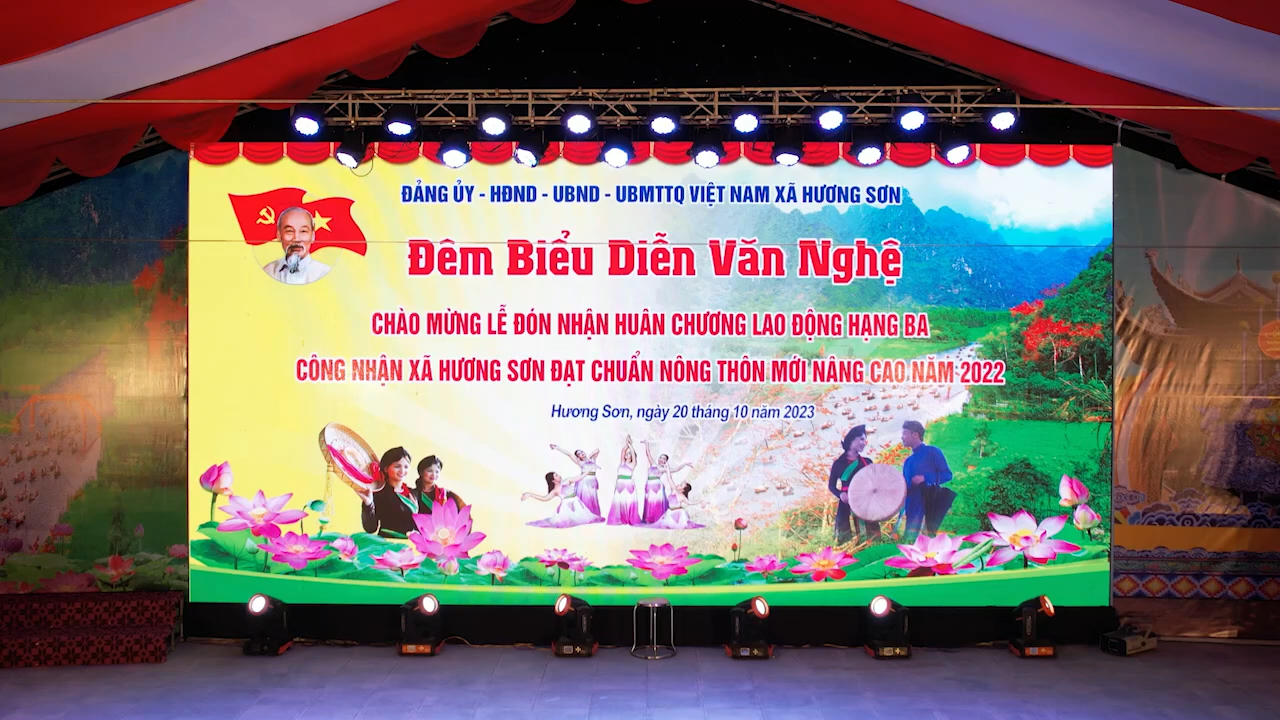 ĐẢNG ỦY - HĐND - UBND - UBMTTQ VIỆT NAM XÃ HƯƠNG SƠN
Đêm Biểu Diễn Văn Nghệ
CHÀO MỪNG LỄ ĐÓN NHẬN HUÂN CHƯƠNG LAO ĐỘNG HẠNG BA
CÔNG NHẬN XÃ HƯƠNG SƠN ĐẠT CHUẨN NÔNG THÔN MỚI NÂNG CAO NĂM 2022
Hương Sơn, ngày 20 tháng 10 năm 2023